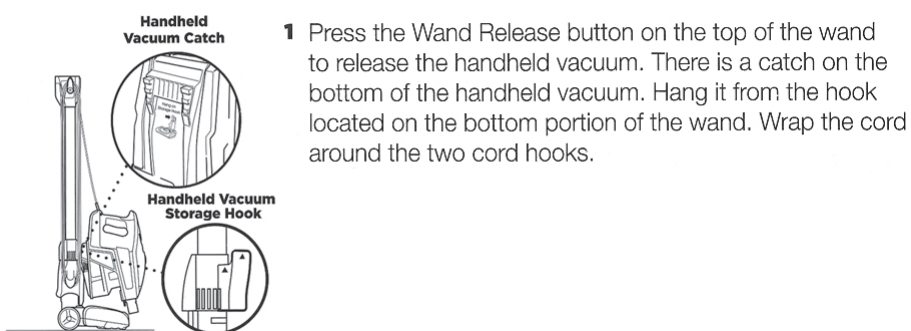 Handheld
Vacuum Catch
1 Press the Wand Release button on the top of the wand
to release the handheld vacuum. There is a catch on the
bottom of the handheld vacuum. Hang it from the hook
located on the bottom portion of the wand. Wrap the cord
around the two cord hooks.
Handheld Vacuum
Storage Hook